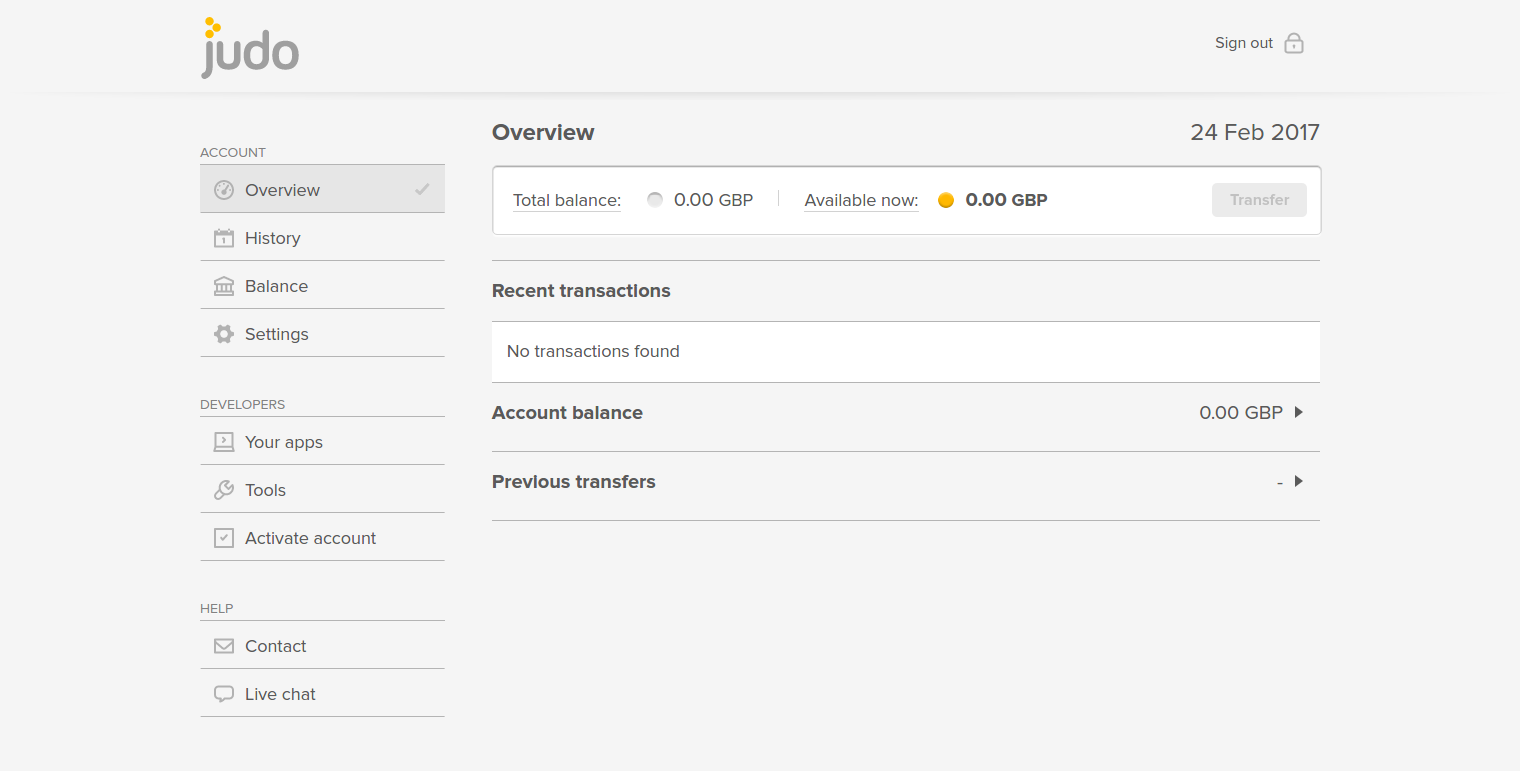 judo
Sign out
ACCOUNT
Overview
History
Balance
Settings
DEVELOPERS
Your apps
Tools
Activate account
HELP
Contact
Live chat
Overview 24 Feb 2017
Total balance: 0.00 GBP Available now: 0.00 GBP Transfer
Recent transactions
No transactions found
Account balance 0.00 GBP
Previous transfers -